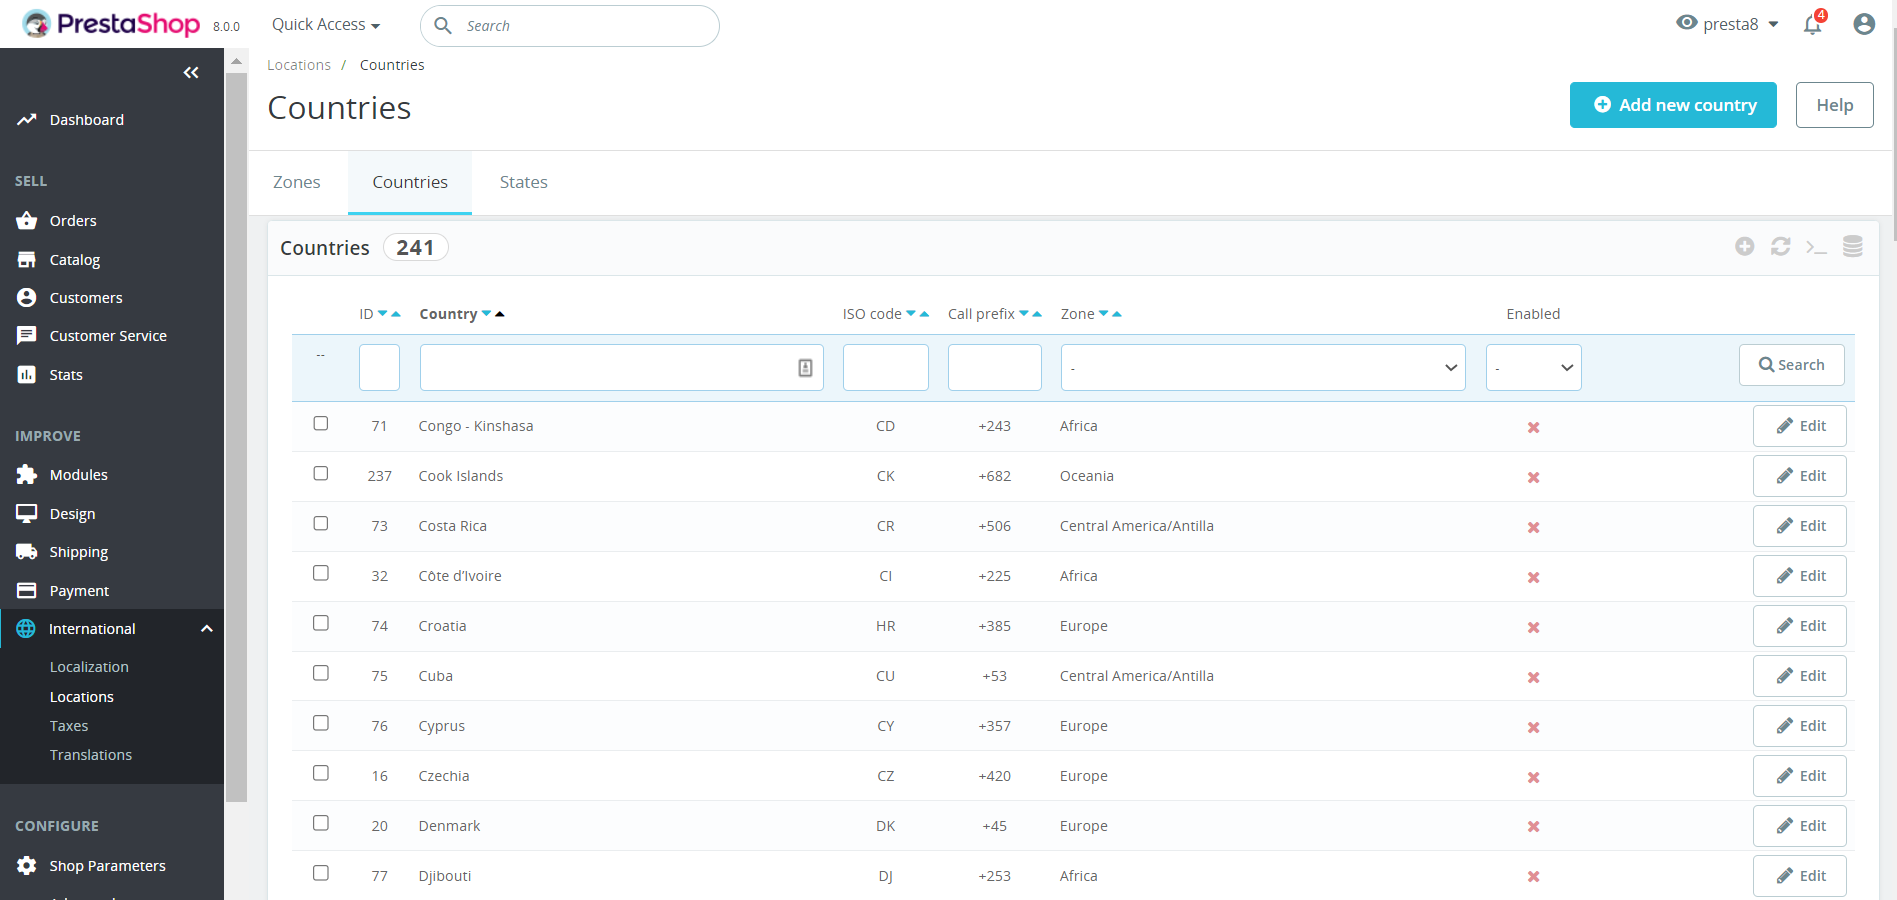 PrestaShop 8.0.0 Quick Access Search presta8 4
Locations / Countries
Countries
Add new country Help
Zones Countries States
Countries 241
Dashboard
SELL
Orders
Catalog
Customers
Customer Service
Stats
IMPROVE
Modules
Design
Shipping
Payment
International
Localization
Locations
Taxes
Translations
CONFIGURE
Shop Parameters
ID Country ISO code Call prefix Zone Enabled
-- - - Search
71 Congo - Kinshasa CD +243 Africa Edit
237 Cook Islands CK +682 Oceania Edit
73 Costa Rica CR +506 Central America/Antilla Edit
32 Côte d’Ivoire CI +225 Africa Edit
74 Croatia HR +385 Europe Edit
75 Cuba CU +53 Central America/Antilla Edit
76 Cyprus CY +357 Europe Edit
16 Czechia CZ +420 Europe Edit
20 Denmark DK +45 Europe Edit
77 Djibouti DJ +253 Africa Edit